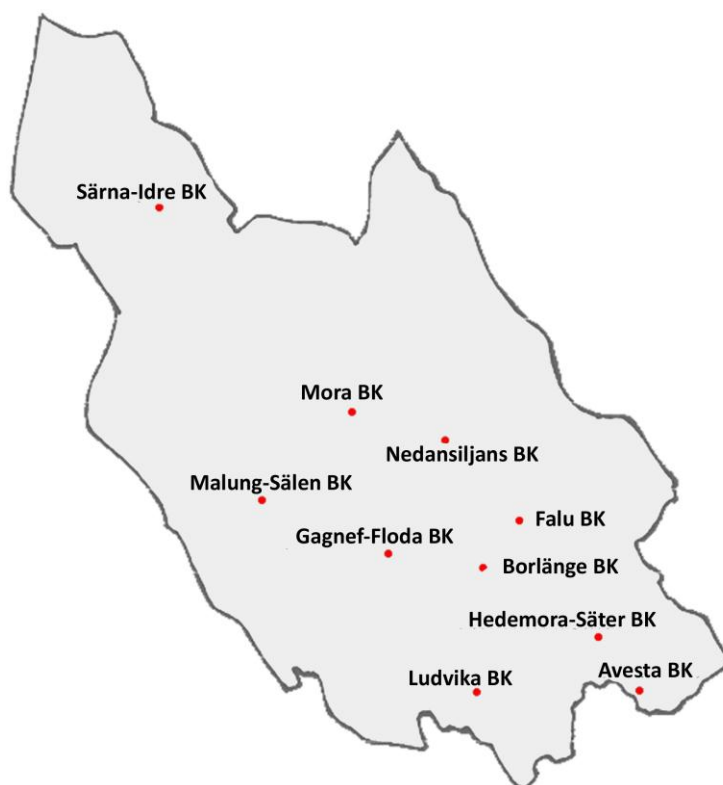 Särna-Idre BK
Mora BK
Nedansiljans BK
Malung-Sälen BK
Falu BK
Gagnef-Floda BK
Borlänge BK
Hedemora-Säter BK
Avesta BK
Ludvika BK